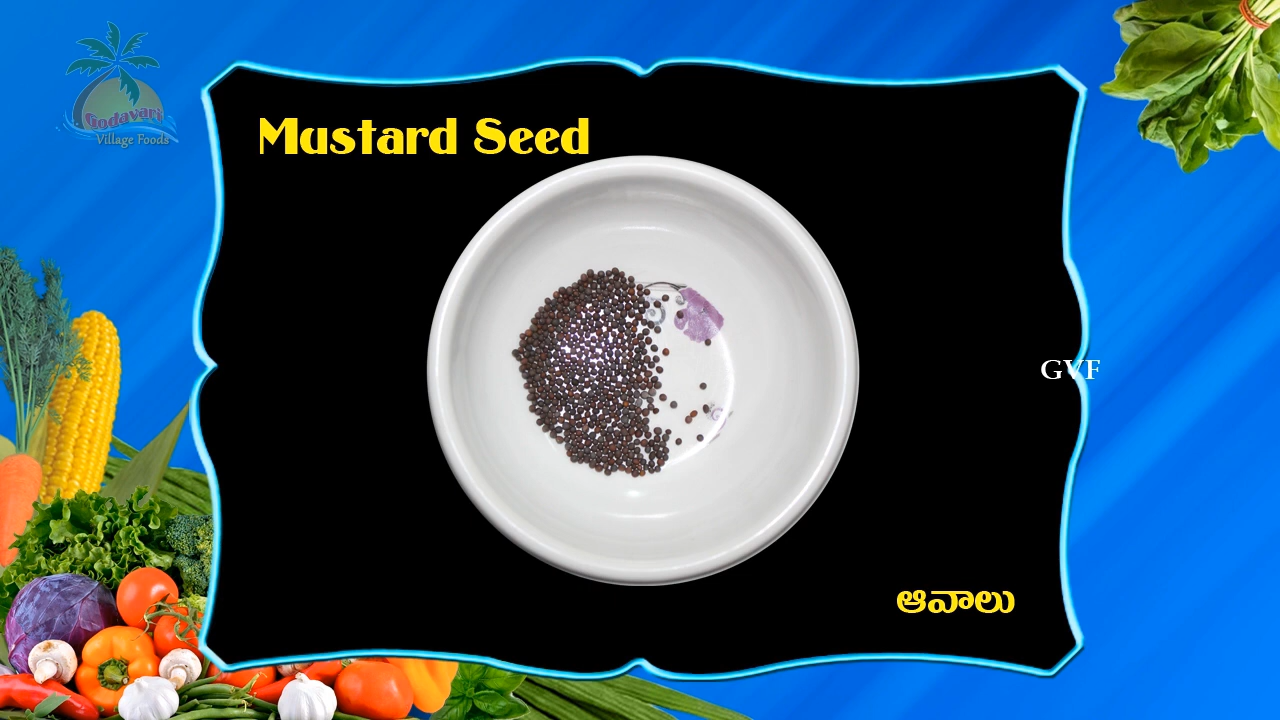 Godavari
Village Foods
Mustard Seed
GVF
ఆవాలు